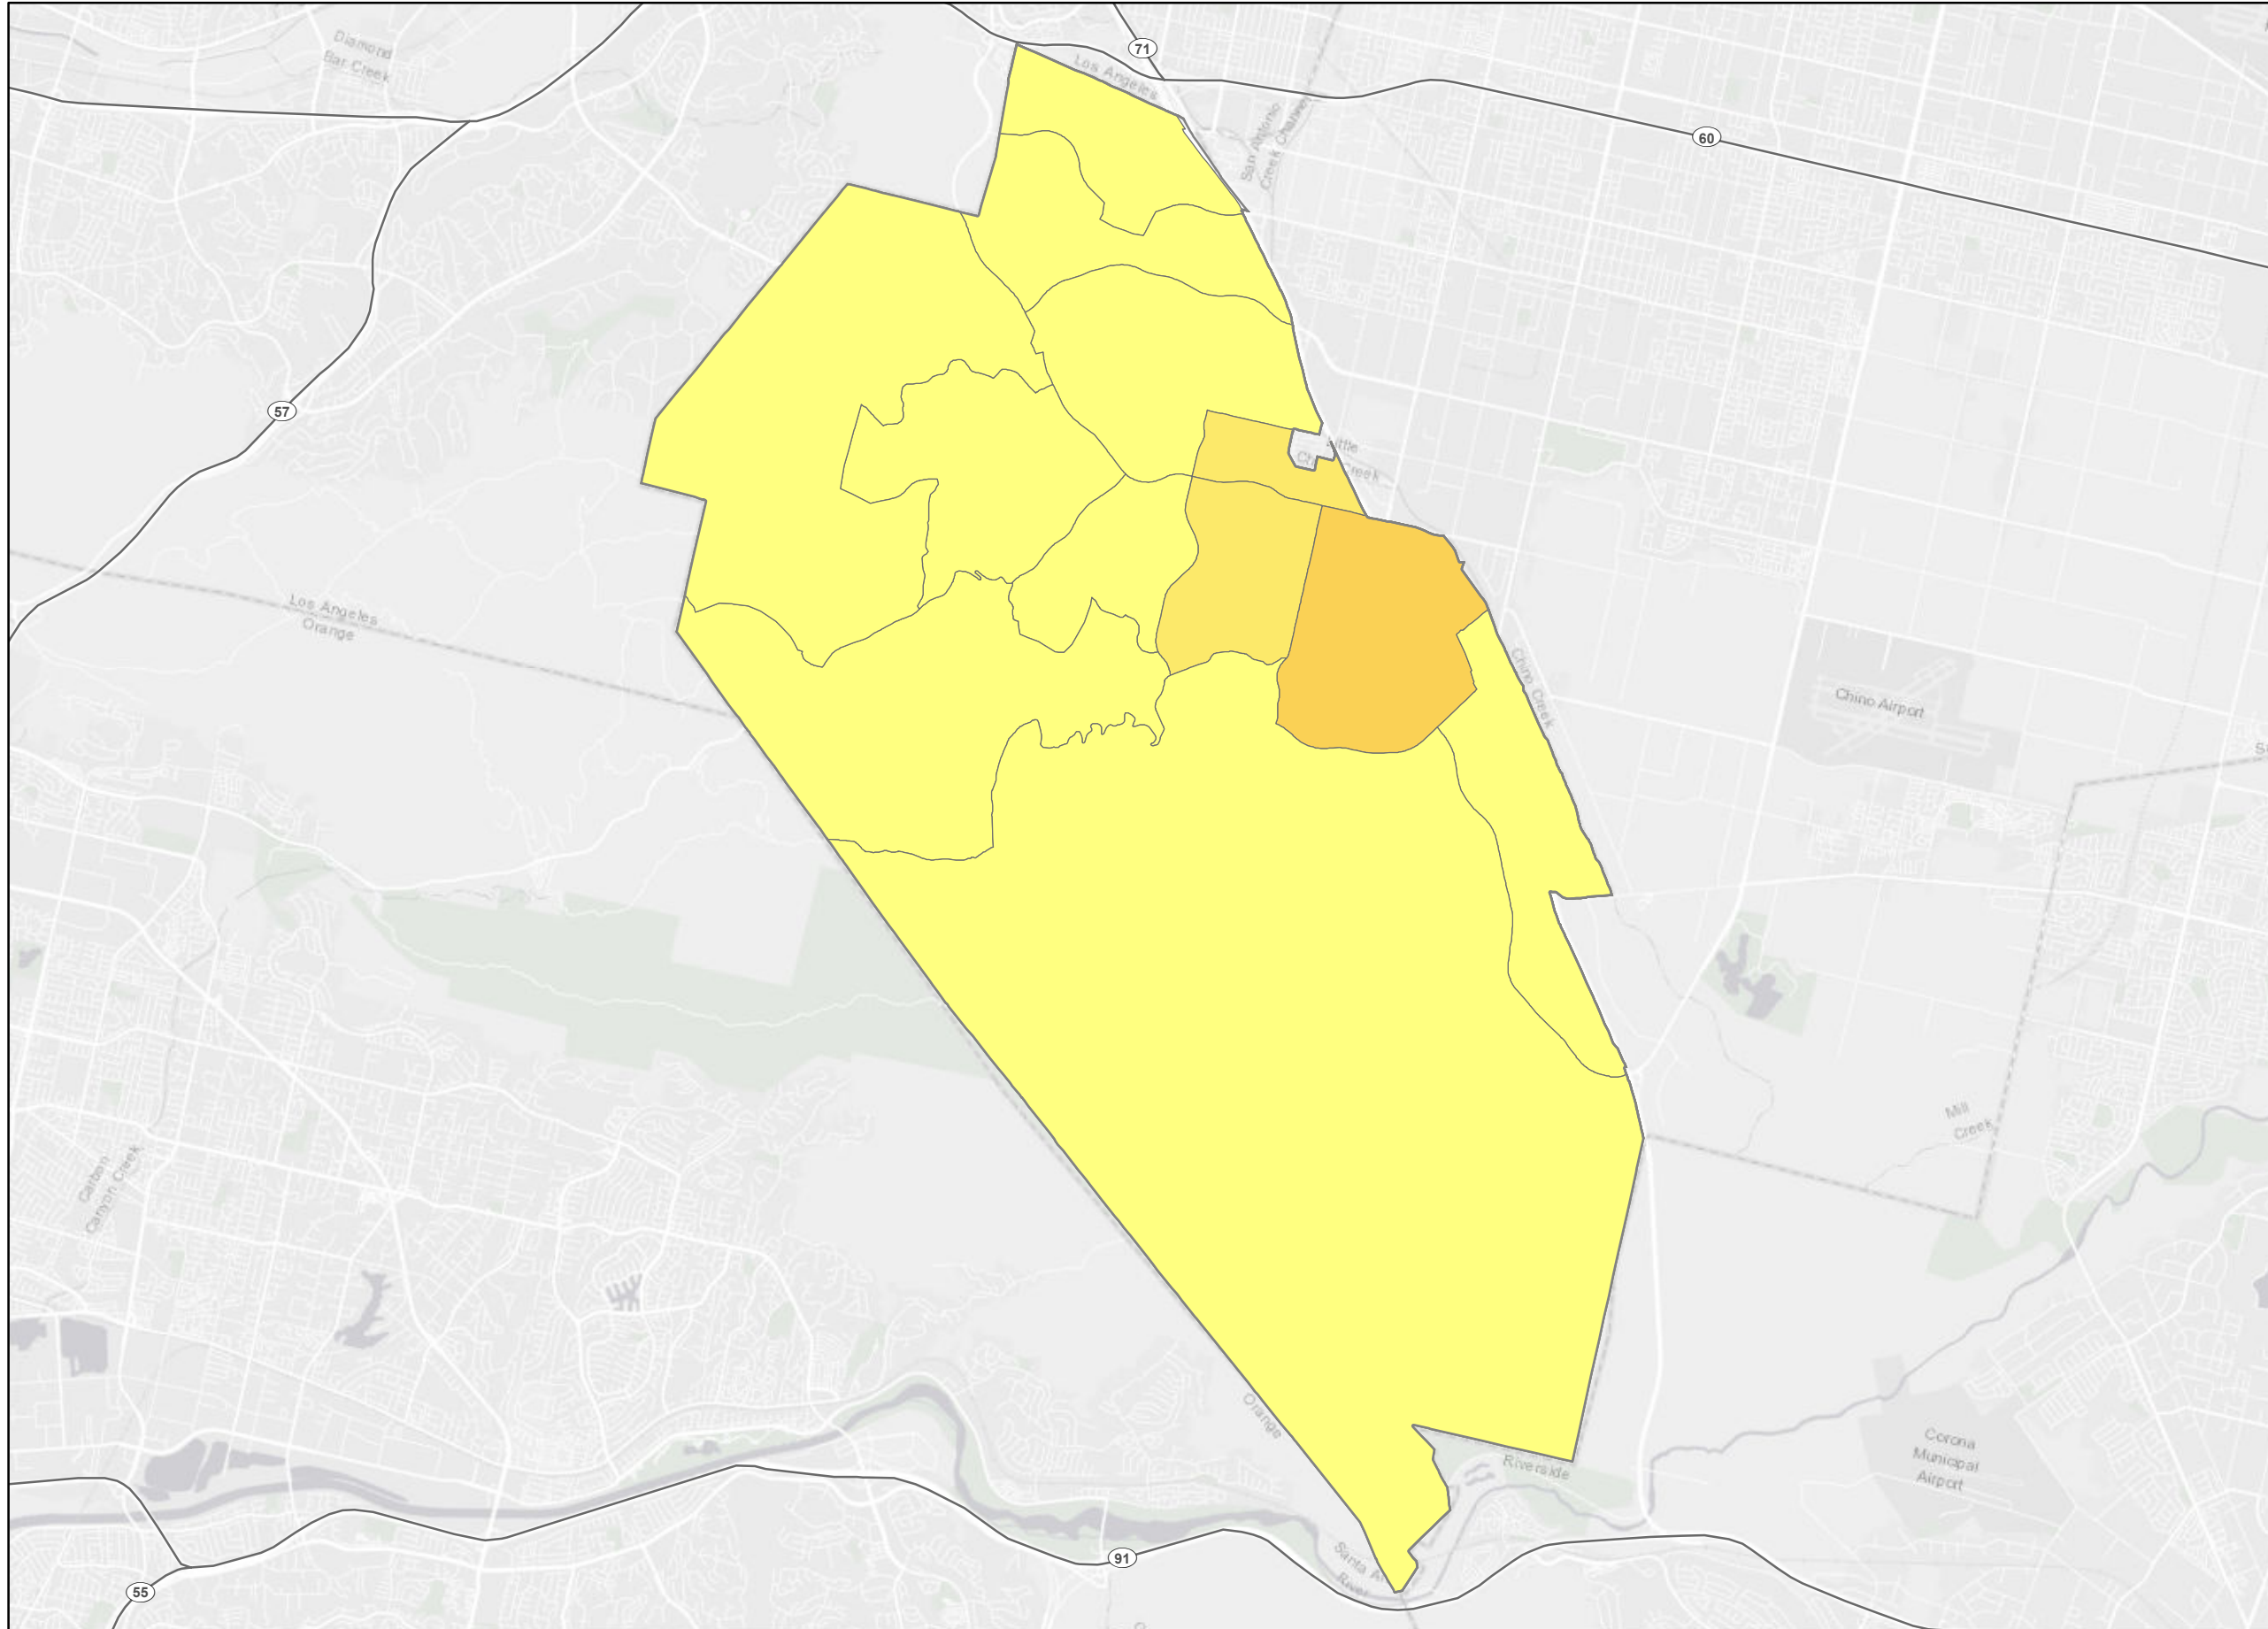 71
Diamond
Bar Creek
Los Angeles
San Antonio
Creek Channel
60
57
Little
Creek
Los Angeles
Orange
Chino Creek
Chino Airport
Mill
Creek
Carbon
Canyon Creek
Orange
Riverside
Corona
Municipal
Airport
Santa
River
91
55